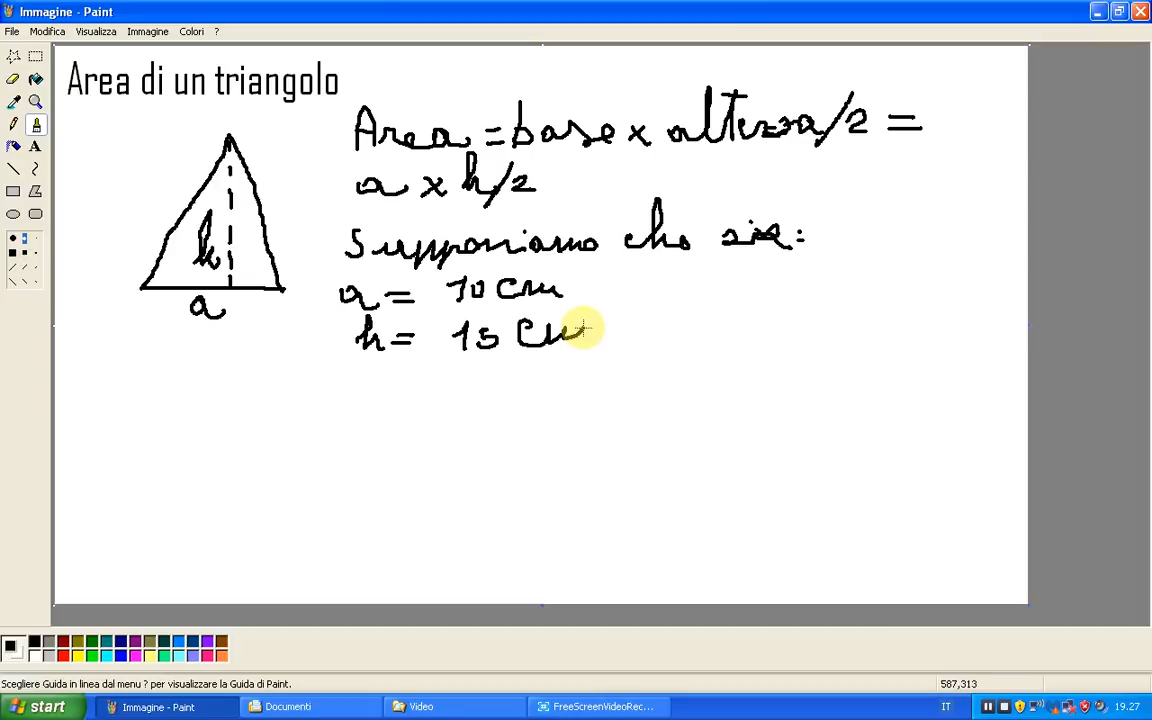 Immagine - Paint
File Modifica Visualizza Immagine Colori ?
Area di un triangolo
Area = base x altezza/2 =
a x h/2
Supponiamo che sia:
a = 10 cm
h = 15 cm
h
a
Scegliere Guida in linea dal menu ? per visualizzare la Guida di Paint.
587,313
start
Immagine - Paint
Documenti
Video
FreeScreenVideoRec...
IT
19.27